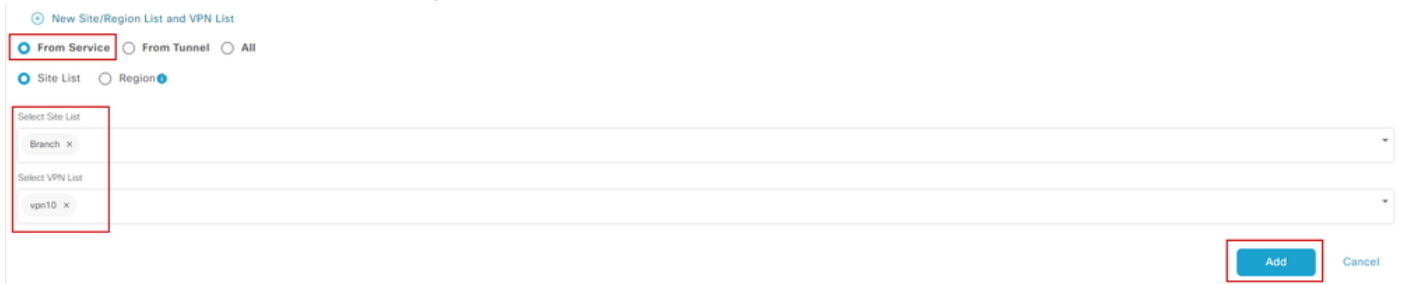 New Site/Region List and VPN List
From Service From Tunnel All
Site List Region
Select Site List
Branch ×
Select VPN List
vpn10 ×
Add Cancel